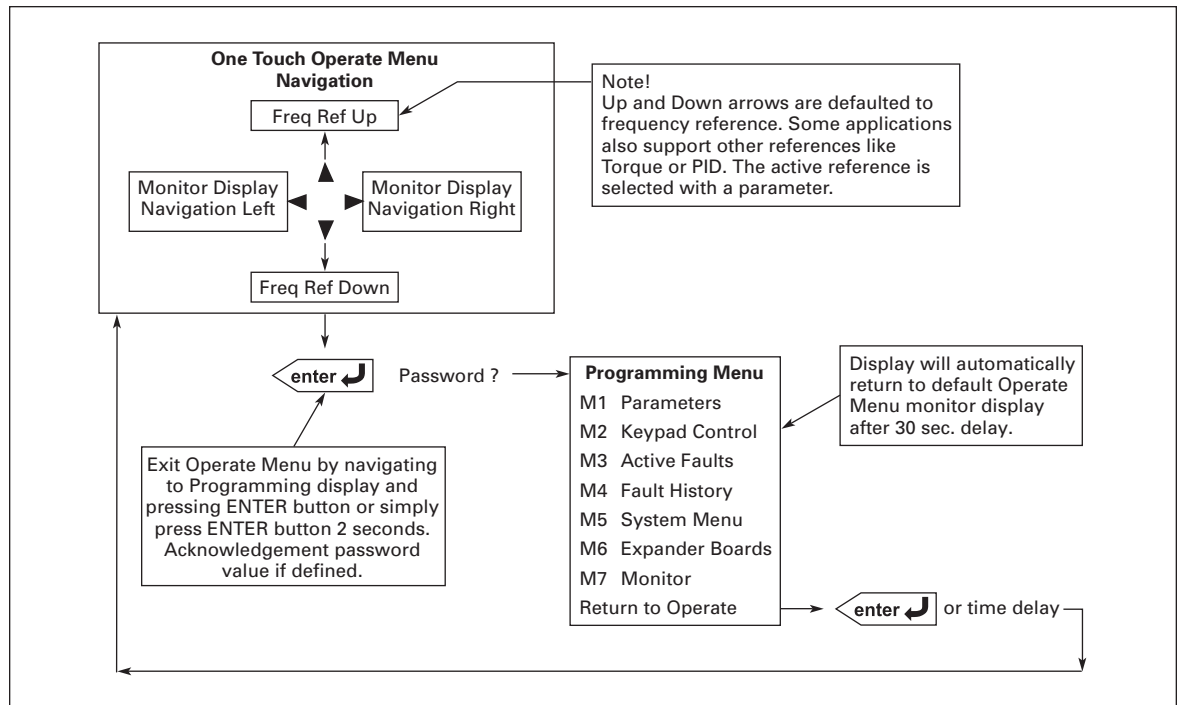 One Touch Operate Menu
Navigation
Freq Ref Up
Monitor Display
Navigation Left
Monitor Display
Navigation Right
Freq Ref Down
Note!
Up and Down arrows are defaulted to
frequency reference. Some applications
also support other references like
Torque or PID. The active reference is
selected with a parameter.
enter
Password ?
Exit Operate Menu by navigating
to Programming display and
pressing ENTER button or simply
press ENTER button 2 seconds.
Acknowledgement password
value if defined.
Programming Menu
M1 Parameters
M2 Keypad Control
M3 Active Faults
M4 Fault History
M5 System Menu
M6 Expander Boards
M7 Monitor
Return to Operate
Display will automatically
return to default Operate
Menu monitor display
after 30 sec. delay.
enter
or time delay